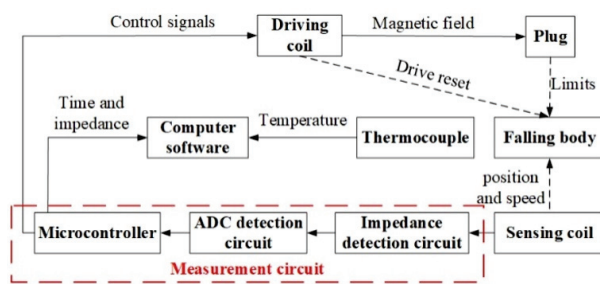 Control signals
Driving
coil
Magnetic field
Plug
Drive reset
Limits
Time and
impedance
Computer
software
Temperature
Thermocouple
Falling body
position
and speed
Microcontroller
ADC detection
circuit
Impedance
detection circuit
Sensing coil
Measurement circuit